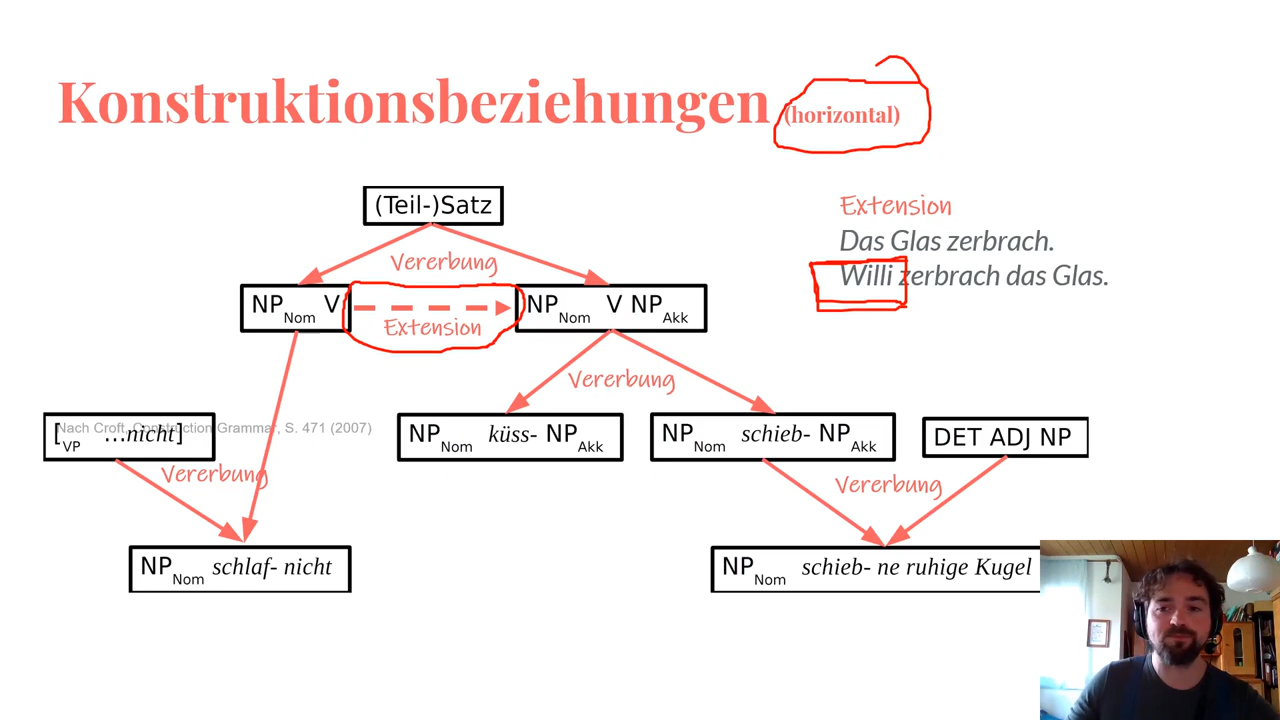 Konstruktionsbeziehungen (horizontal)
(Teil-)Satz
Vererbung
NP Nom V
Extension
NP Nom V NP Akk
Extension
Das Glas zerbrach.
Willi zerbrach das Glas.
Vererbung
Nach Croft, Construction Grammar, S. 471 (2007)
[VP ...nicht]
NP Nom küss- NP Akk
NP Nom schieb- NP Akk
DET ADJ NP
Vererbung
Vererbung
NP Nom schlaf- nicht
NP Nom schieb- ne ruhige Kugel